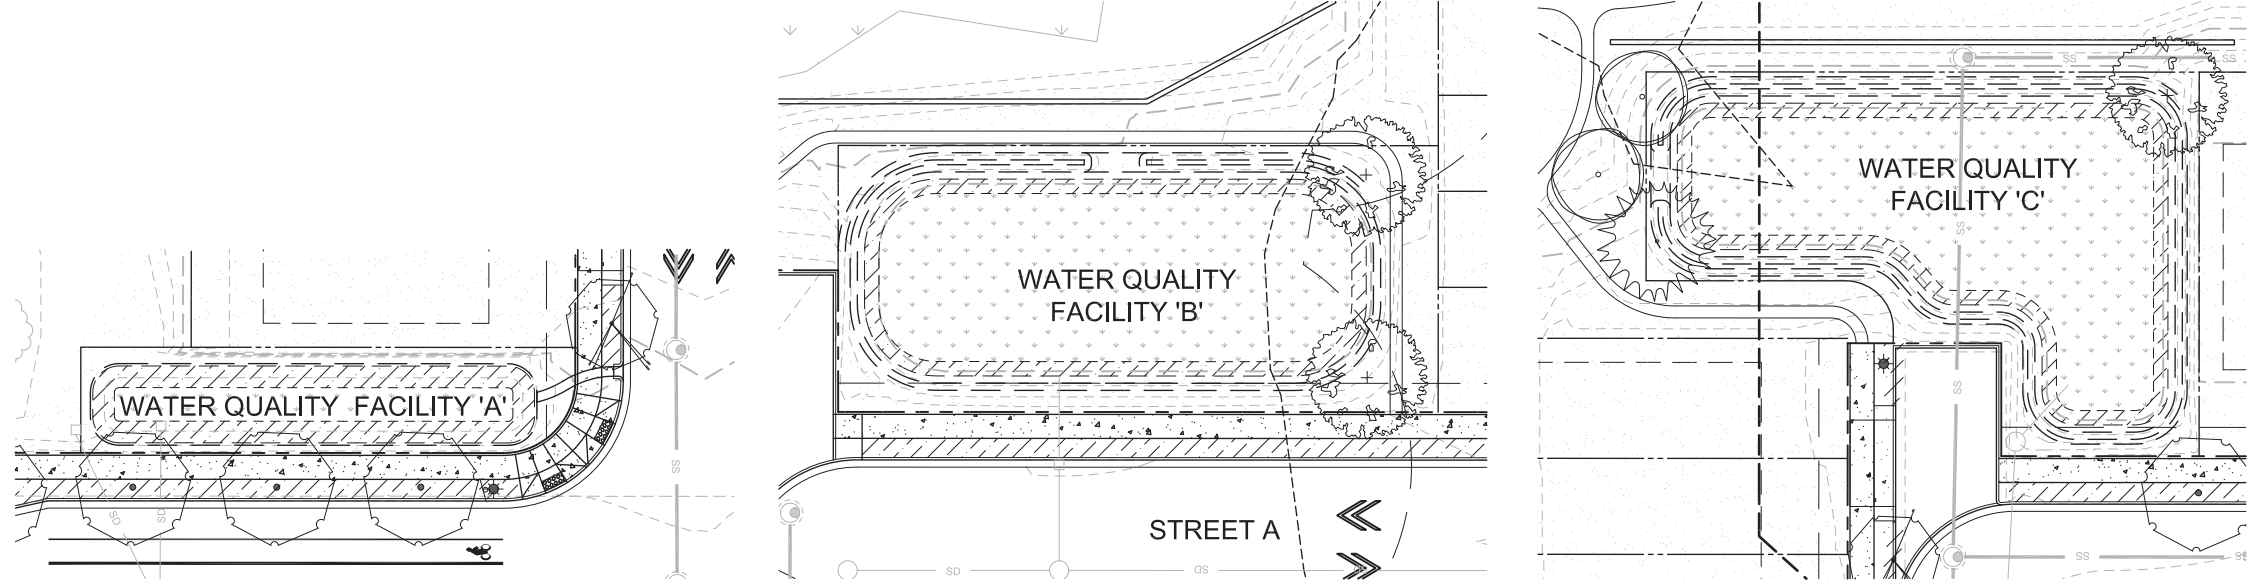 WATER QUALITY FACILITY 'A'
SD
SD
SS
WATER QUALITY
FACILITY 'B'
STREET A
SD
SD
SS
SS
WATER QUALITY
FACILITY 'C'
SS
SS
SS
SS